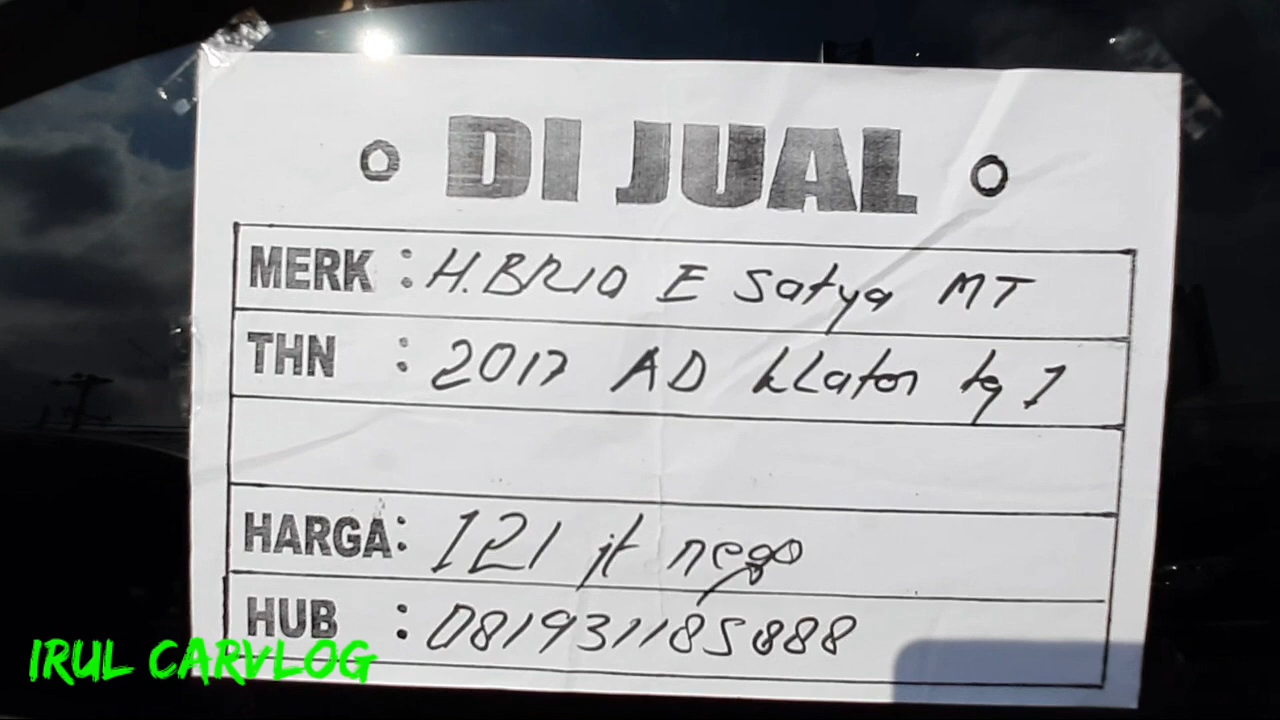 DI JUAL
MERK : H.BRIO E Satya MT
THN : 2017 AD kLaten tg 1
HARGA: 121 jt nego
HUB : 081931185888
IRUL CARVLOG